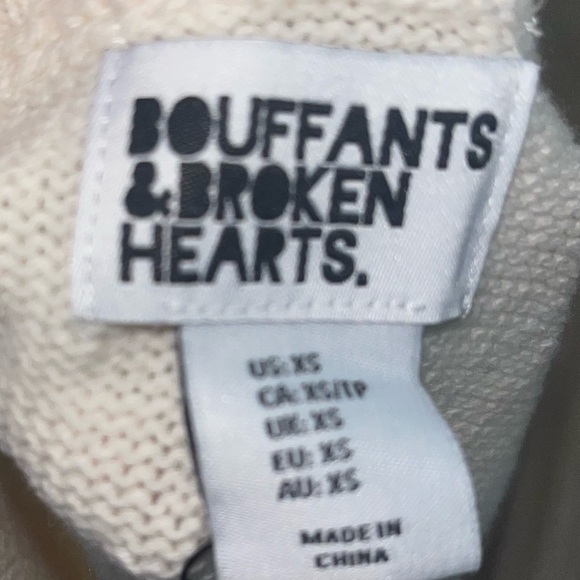 BOUFFANTS
& BROKEN
HEARTS.
US: XS
CA: XS/TP
UK: XS
EU: XS
AU: XS
MADE IN
CHINA